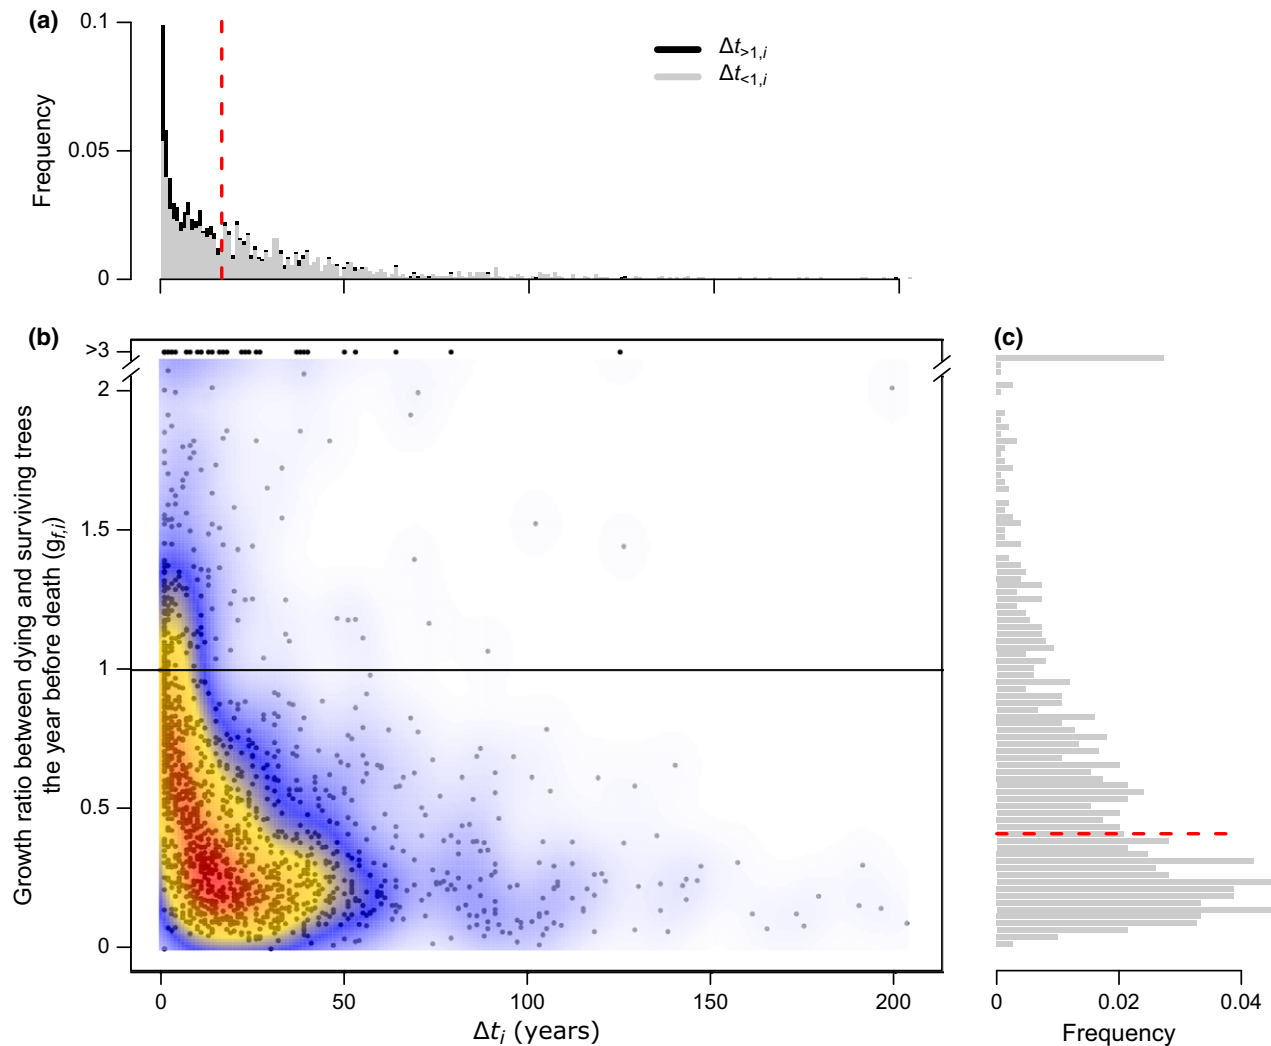 (a)
0.1
0.05
0
Frequency
Δt>1,i
Δt<1,i
(b)
>3
2
1.5
1
0.5
0
Growth ratio between dying and surviving trees
the year before death (gf,i)
0 50 100 150 200
Δti (years)
(c)
0 0.02 0.04
Frequency